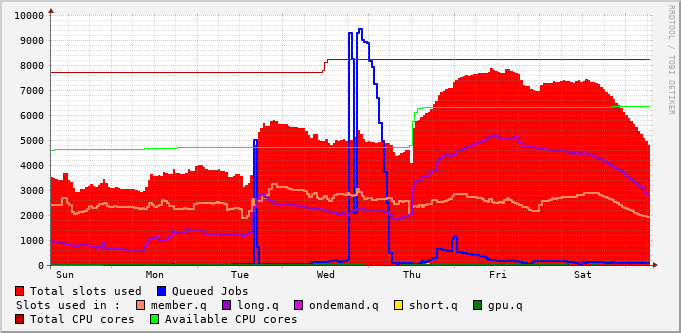 10000
9000
8000
7000
6000
5000
4000
3000
2000
1000
0
Sun Mon Tue Wed Thu Fri Sat
RRDTOOL / TOBI OETIKER
Total slots used Queued Jobs
Slots used in : member.q long.q ondemand.q short.q gpu.q
Total CPU cores Available CPU cores